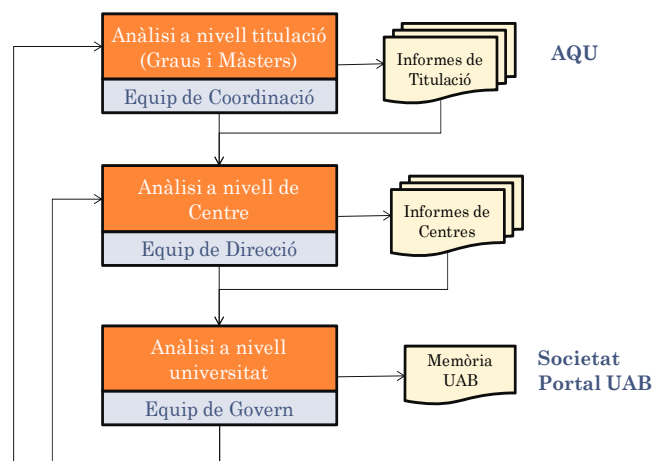 Anàlisi a nivell titulació
(Graus i Màsters)
Equip de Coordinació
Informes de
Titulació
AQU
Anàlisi a nivell de
Centre
Equip de Direcció
Informes de
Centres
Anàlisi a nivell
universitat
Equip de Govern
Memòria
UAB
Societat
Portal UAB